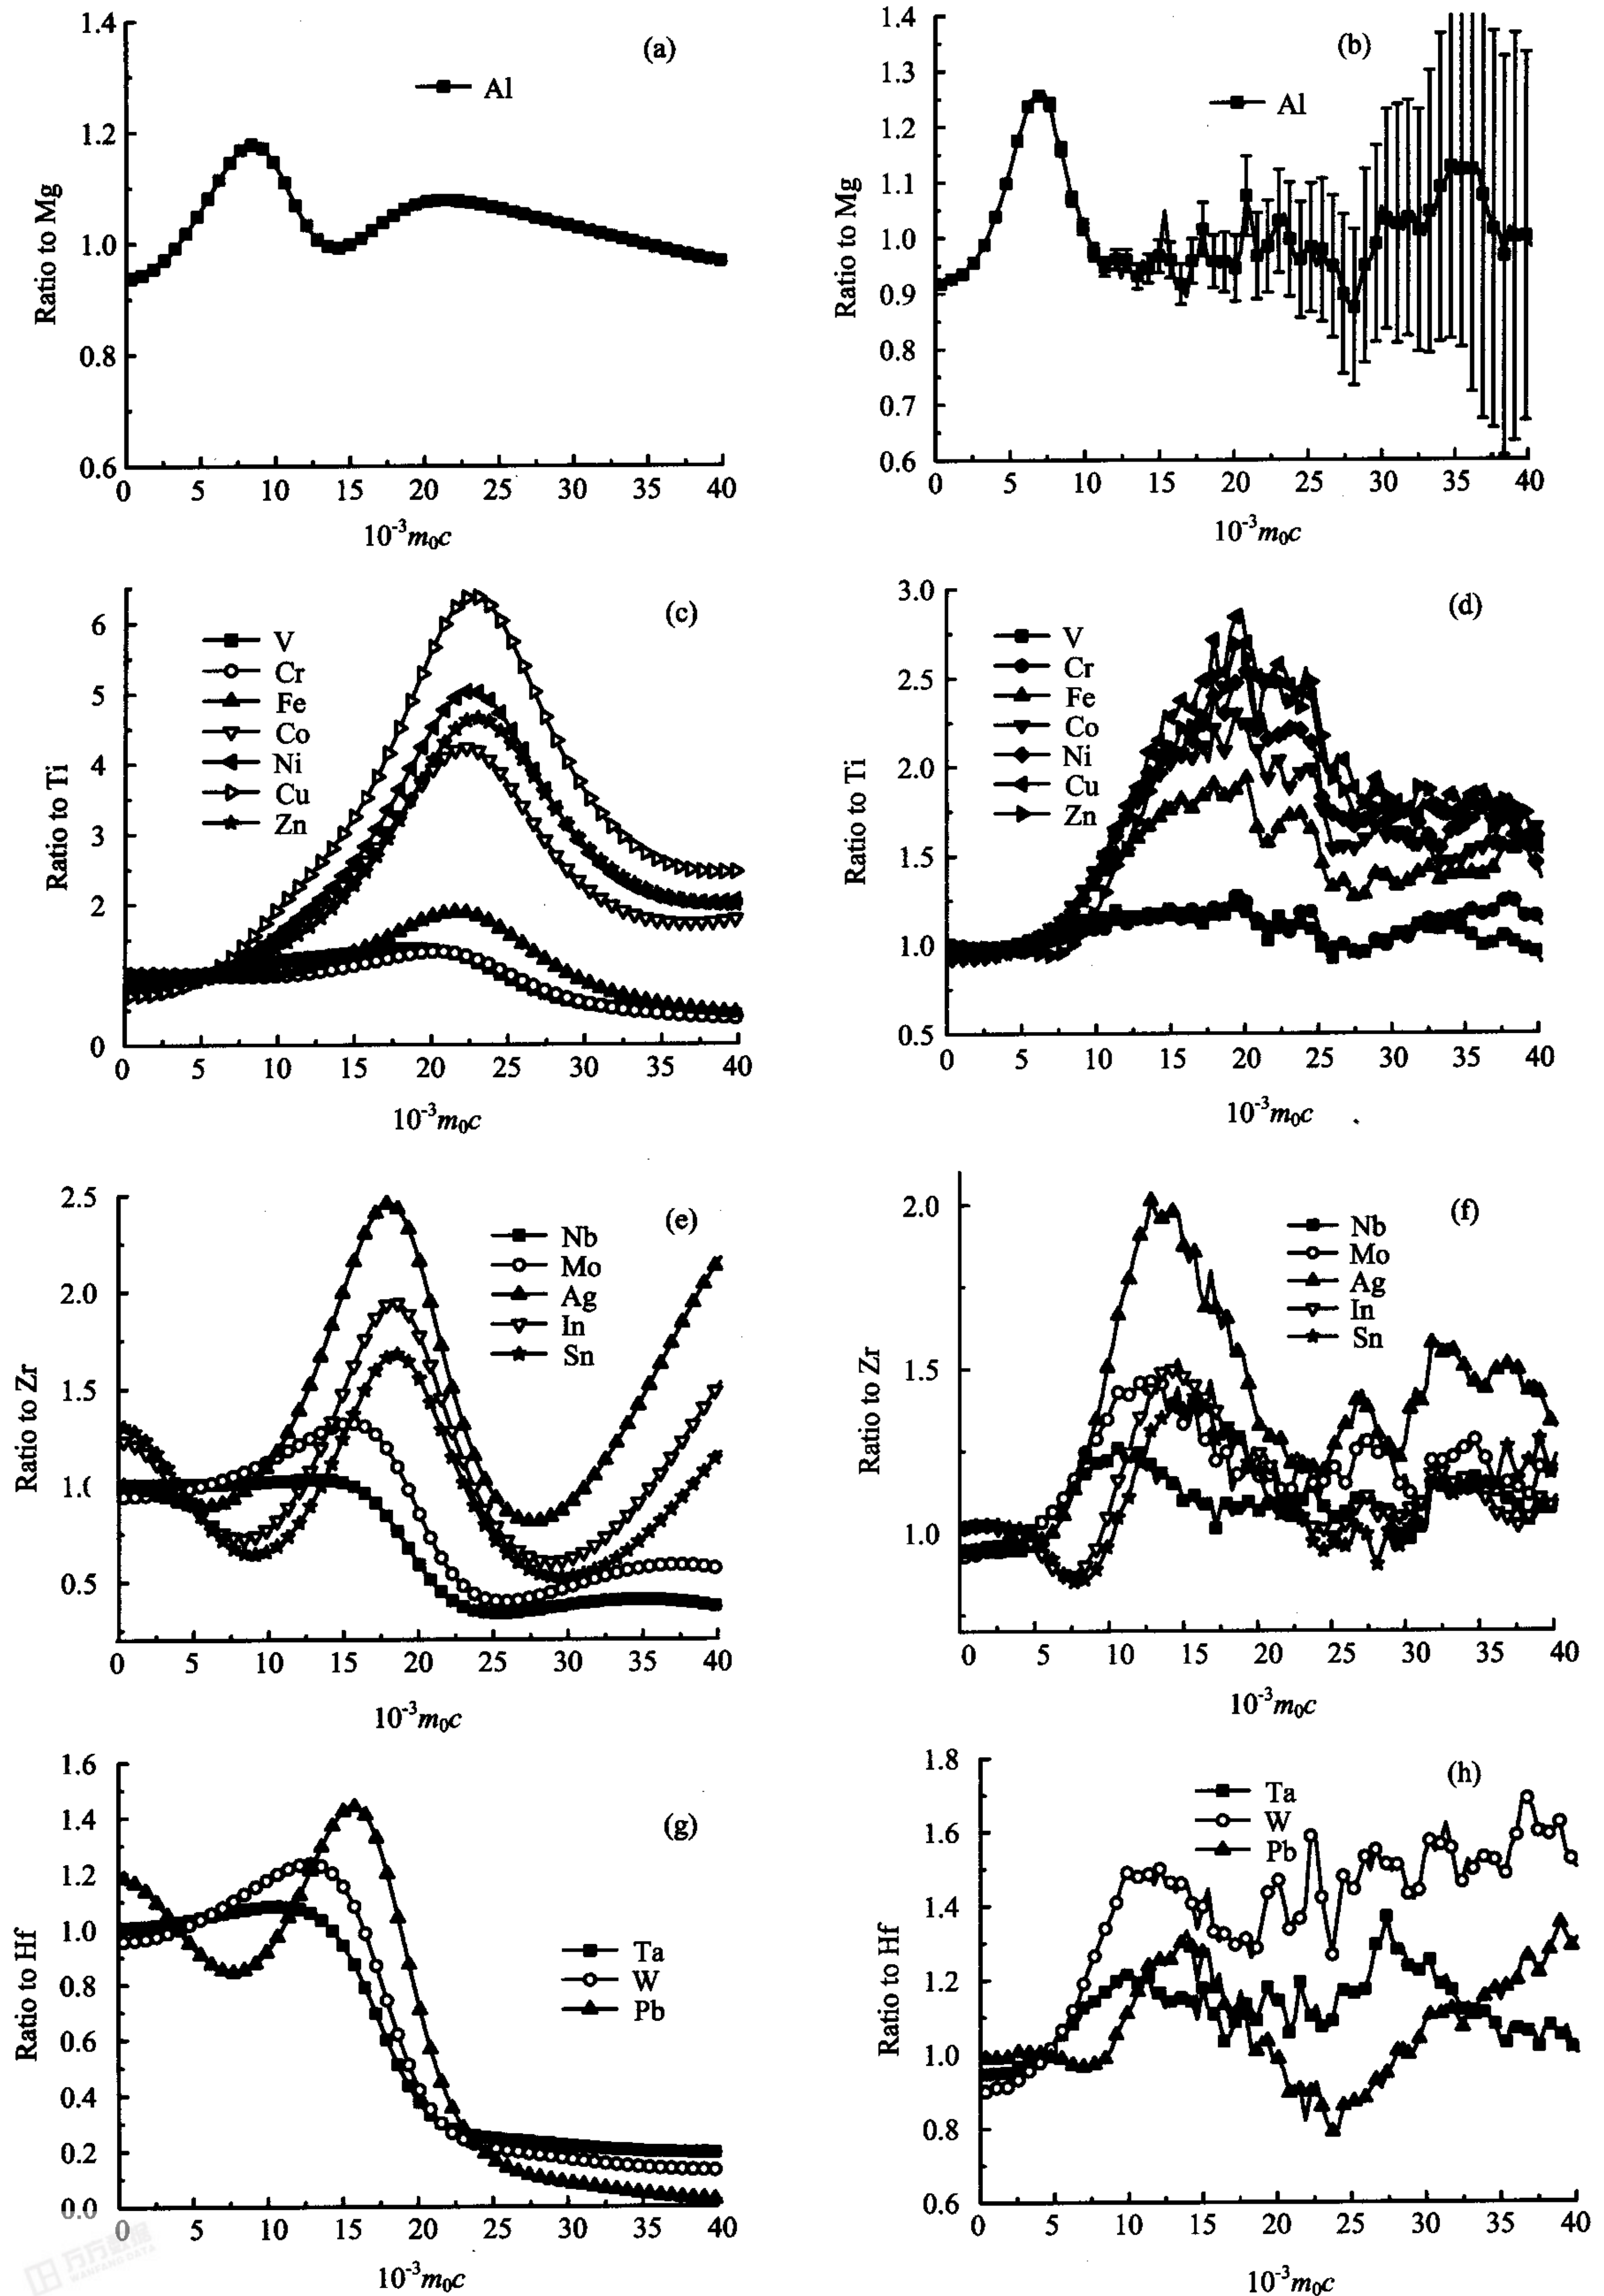 (a)
Al
Ratio to Mg
1.4
1.2
1.0
0.8
0.6
0 5 10 15 20 25 30 35 40
10⁻³m₀c
(b)
Al
Ratio to Mg
1.4
1.3
1.2
1.1
1.0
0.9
0.8
0.7
0.6
0 5 10 15 20 25 30 35 40
10⁻³m₀c
(c)
V
Cr
Fe
Co
Ni
Cu
Zn
Ratio to Ti
6
5
4
3
2
0
0 5 10 15 20 25 30 35 40
10⁻³m₀c
(d)
V
Cr
Fe
Co
Ni
Cu
Zn
Ratio to Ti
3.0
2.5
2.0
1.5
1.0
0.5
0 5 10 15 20 25 30 35 40
10⁻³m₀c
(e)
Nb
Mo
Ag
In
Sn
Ratio to Zr
2.5
2.0
1.5
1.0
0.5
0 5 10 15 20 25 30 35 40
10⁻³m₀c
(f)
Nb
Mo
Ag
In
Sn
Ratio to Zr
2.0
1.5
1.0
0 5 10 15 20 25 30 35 40
10⁻³m₀c
(g)
Ta
W
Pb
Ratio to Hf
1.6
1.4
1.2
1.0
0.8
0.6
0.4
0.2
0.0
0 5 10 15 20 25 30 35 40
10⁻³m₀c
(h)
Ta
W
Pb
Ratio to Hf
1.8
1.6
1.4
1.2
1.0
0.8
0.6
0 5 10 15 20 25 30 35 40
10⁻³m₀c
万方数据
WANFANG DATA